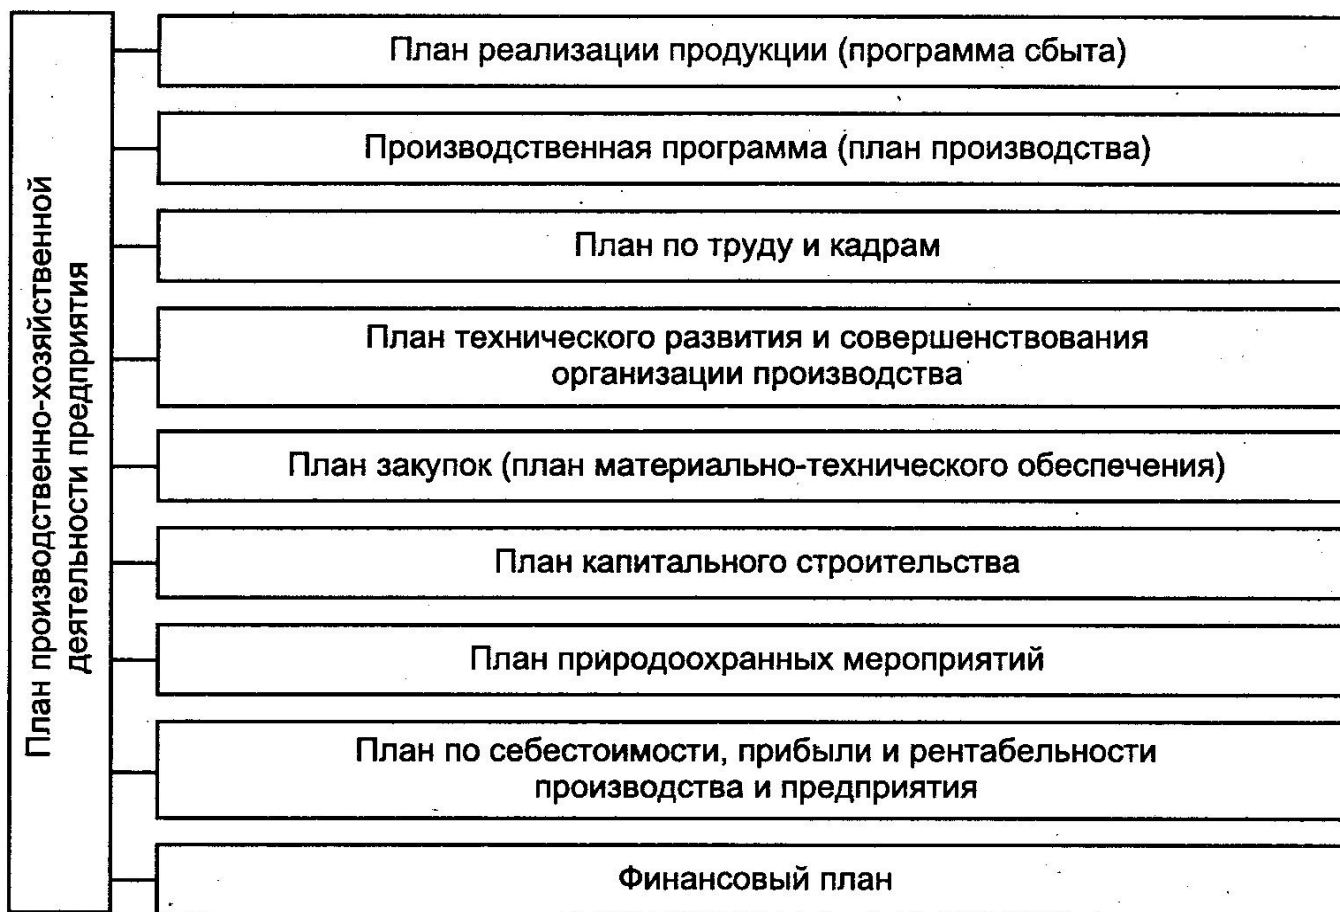 План производственно-хозяйственной
деятельности предприятия
План реализации продукции (программа сбыта)
Производственная программа (план производства)
План по труду и кадрам
План технического развития и совершенствования
организации производства
План закупок (план материально-технического обеспечения)
План капитального строительства
План природоохранных мероприятий
План по себестоимости, прибыли и рентабельности
производства и предприятия
Финансовый план